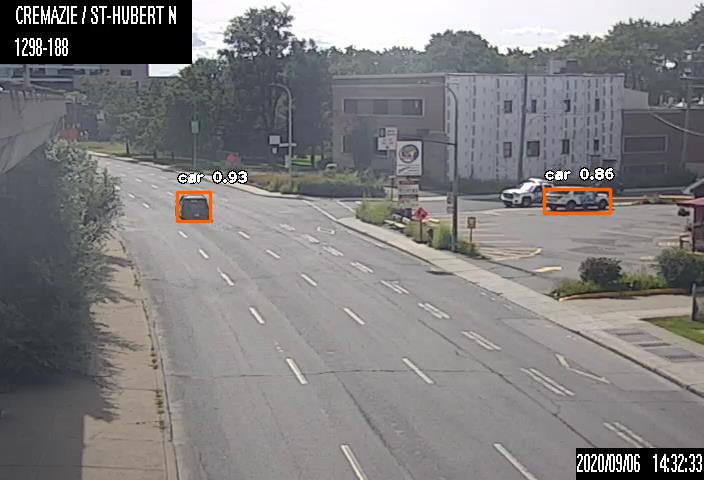 CREMAZIE / ST-HUBERT N
1298-188
car 0.93
car 0.86
2020/09/06 14:32:33